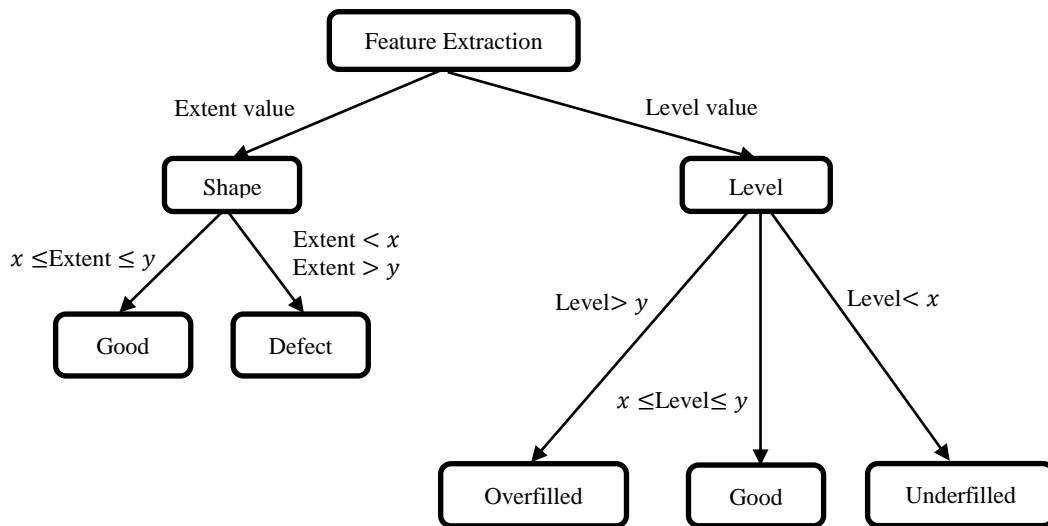 Feature Extraction
Extent value
Level value
Shape
Level
x ≤Extent ≤ y
Extent < x
Extent > y
Good
Defect
Level> y
x ≤Level≤ y
Level< x
Overfilled
Good
Underfilled